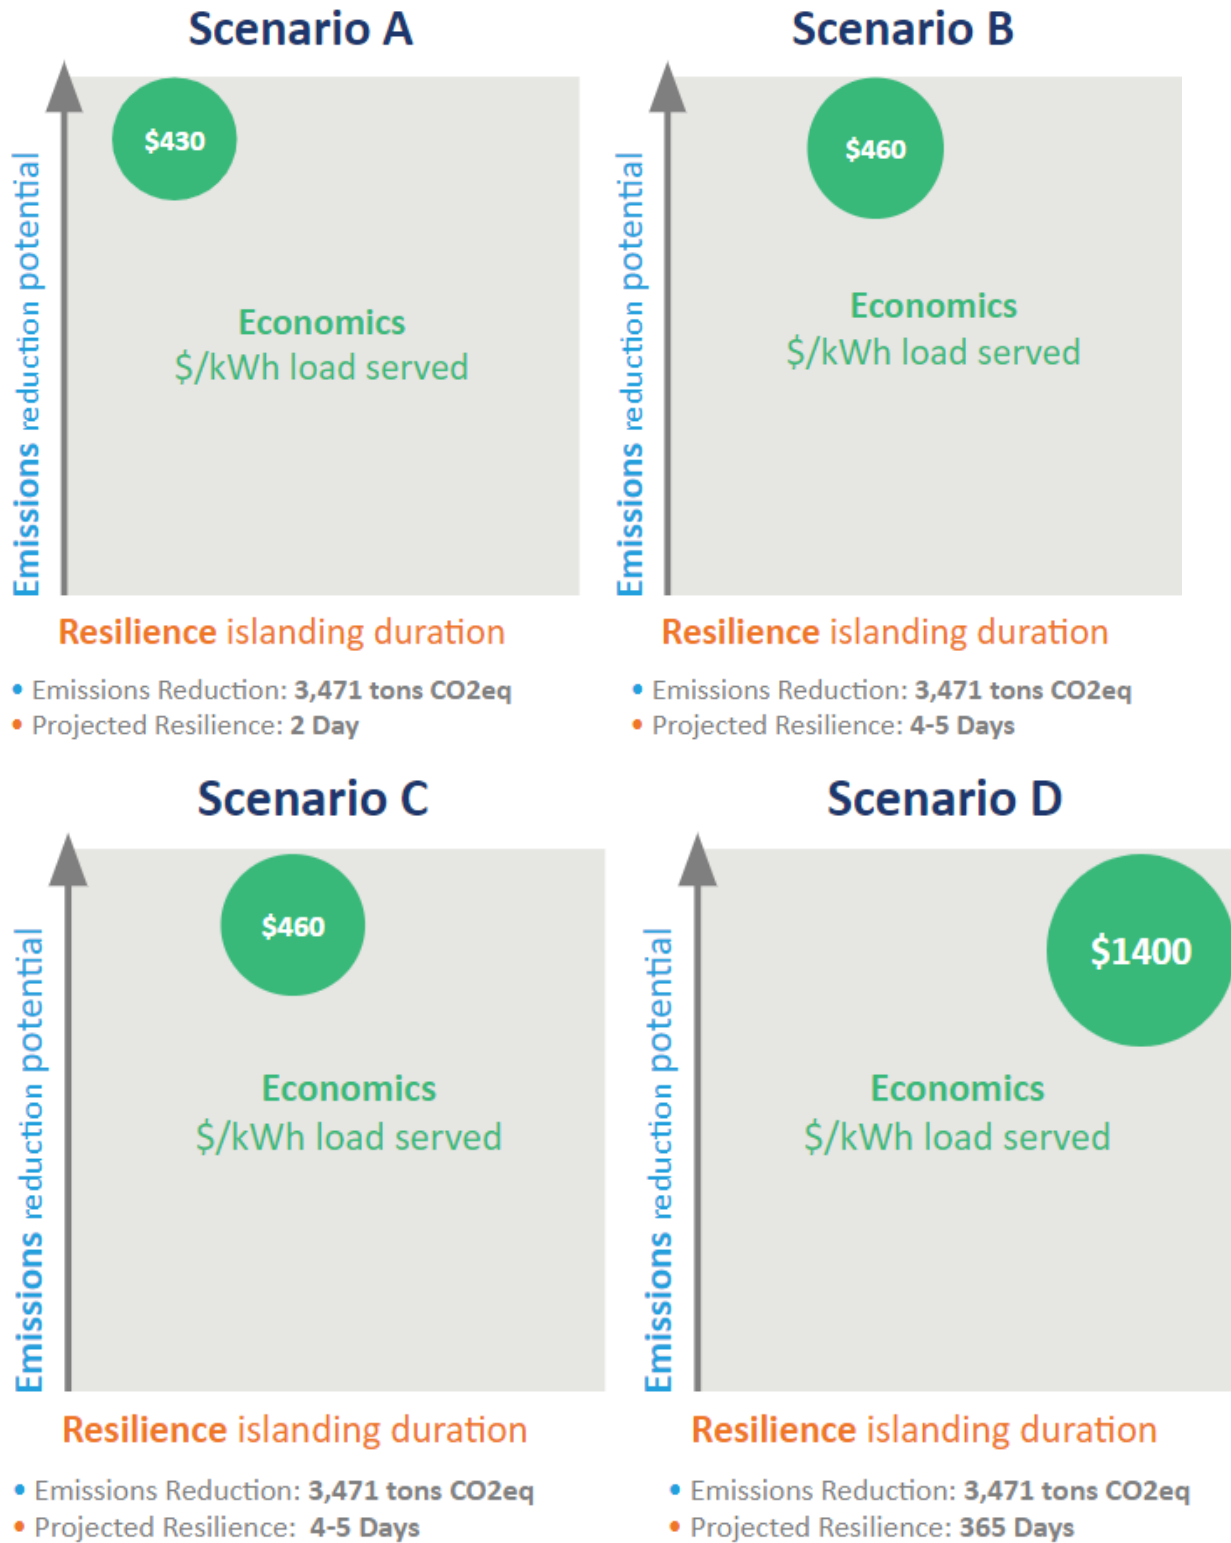 Scenario A
$430
Emissions reduction potential
Economics
$/kWh load served
Resilience islanding duration
• Emissions Reduction: 3,471 tons CO2eq
• Projected Resilience: 2 Day
Scenario B
$460
Emissions reduction potential
Economics
$/kWh load served
Resilience islanding duration
• Emissions Reduction: 3,471 tons CO2eq
• Projected Resilience: 4-5 Days
Scenario C
$460
Emissions reduction potential
Economics
$/kWh load served
Resilience islanding duration
• Emissions Reduction: 3,471 tons CO2eq
• Projected Resilience: 4-5 Days
Scenario D
$1400
Emissions reduction potential
Economics
$/kWh load served
Resilience islanding duration
• Emissions Reduction: 3,471 tons CO2eq
• Projected Resilience: 365 Days